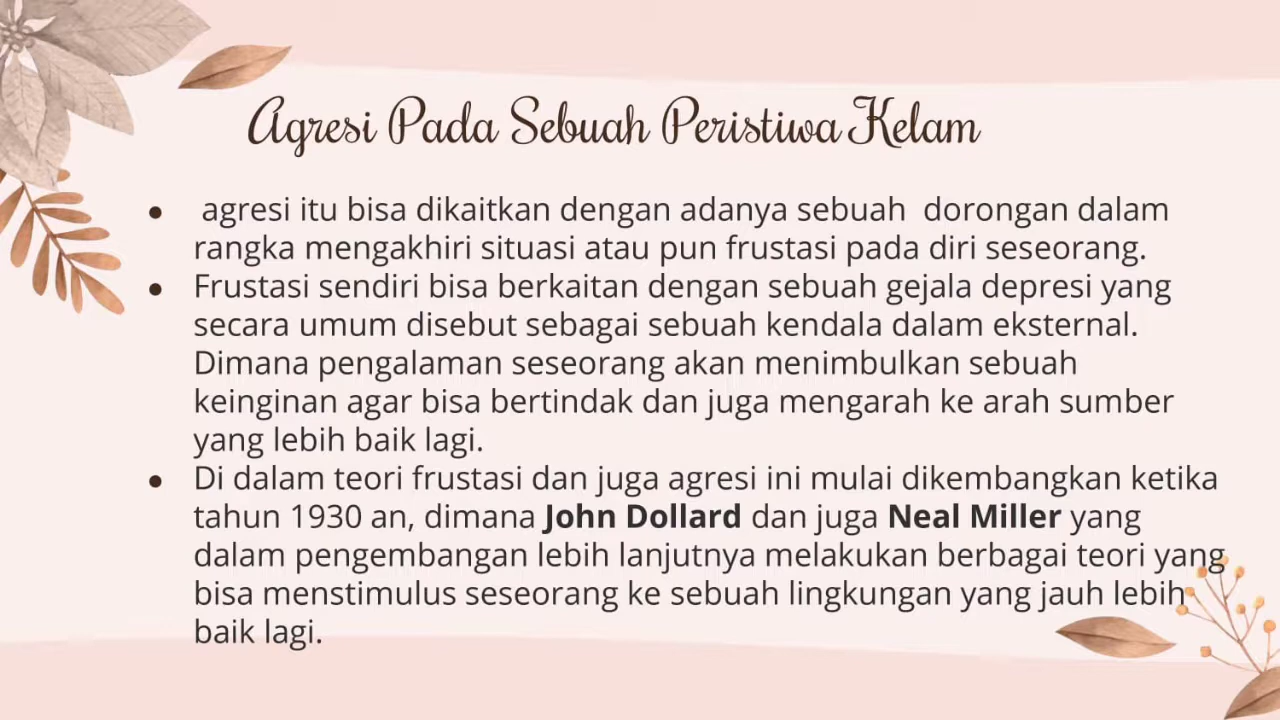 Agresi Pada Sebuah Peristiwa Kelam
● agresi itu bisa dikaitkan dengan adanya sebuah dorongan dalam
rangka mengakhiri situasi atau pun frustasi pada diri seseorang.
● Frustasi sendiri bisa berkaitan dengan sebuah gejala depresi yang
secara umum disebut sebagai sebuah kendala dalam eksternal.
Dimana pengalaman seseorang akan menimbulkan sebuah
keinginan agar bisa bertindak dan juga mengarah ke arah sumber
yang lebih baik lagi.
● Di dalam teori frustasi dan juga agresi ini mulai dikembangkan ketika
tahun 1930 an, dimana John Dollard dan juga Neal Miller yang
dalam pengembangan lebih lanjutnya melakukan berbagai teori yang
bisa menstimulus seseorang ke sebuah lingkungan yang jauh lebih
baik lagi.